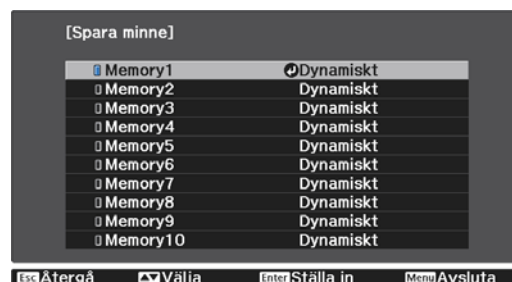 [Spara minne]
Memory1 Dynamiskt
Memory2 Dynamiskt
Memory3 Dynamiskt
Memory4 Dynamiskt
Memory5 Dynamiskt
Memory6 Dynamiskt
Memory7 Dynamiskt
Memory8 Dynamiskt
Memory9 Dynamiskt
Memory10 Dynamiskt
Esc Återgå Välja Enter Ställa in Menu Avsluta